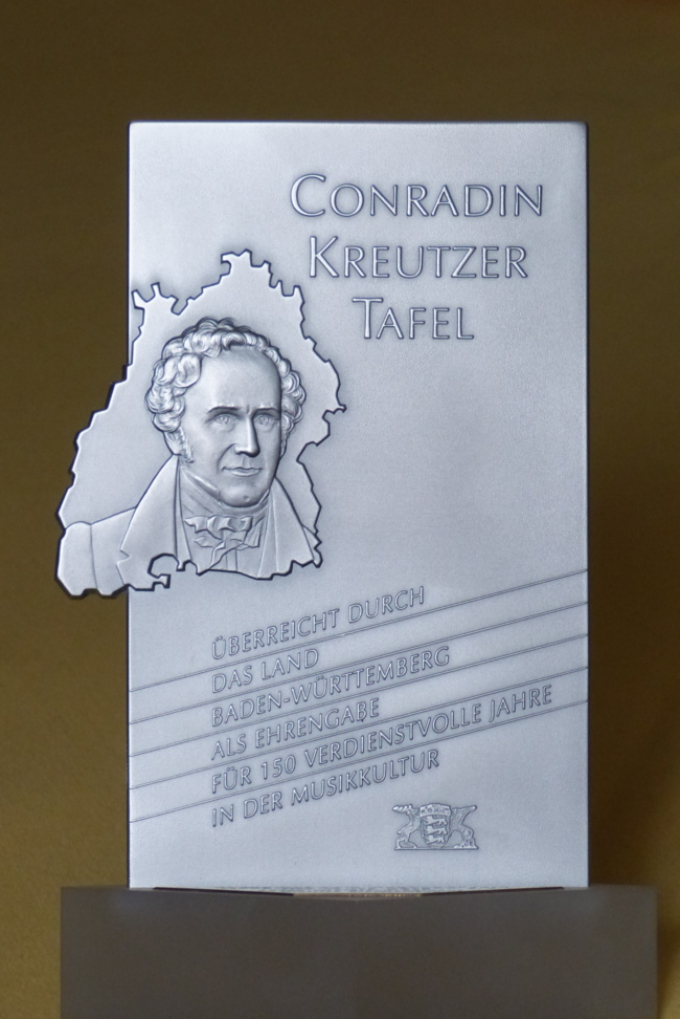 CONRADIN
KREUTZER
TAFEL
ÜBERREICHT DURCH
DAS LAND
BADEN-WÜRTTEMBERG
ALS EHRENGABE
FÜR 150 VERDIENSTVOLLE JAHRE
IN DER MUSIKKULTUR